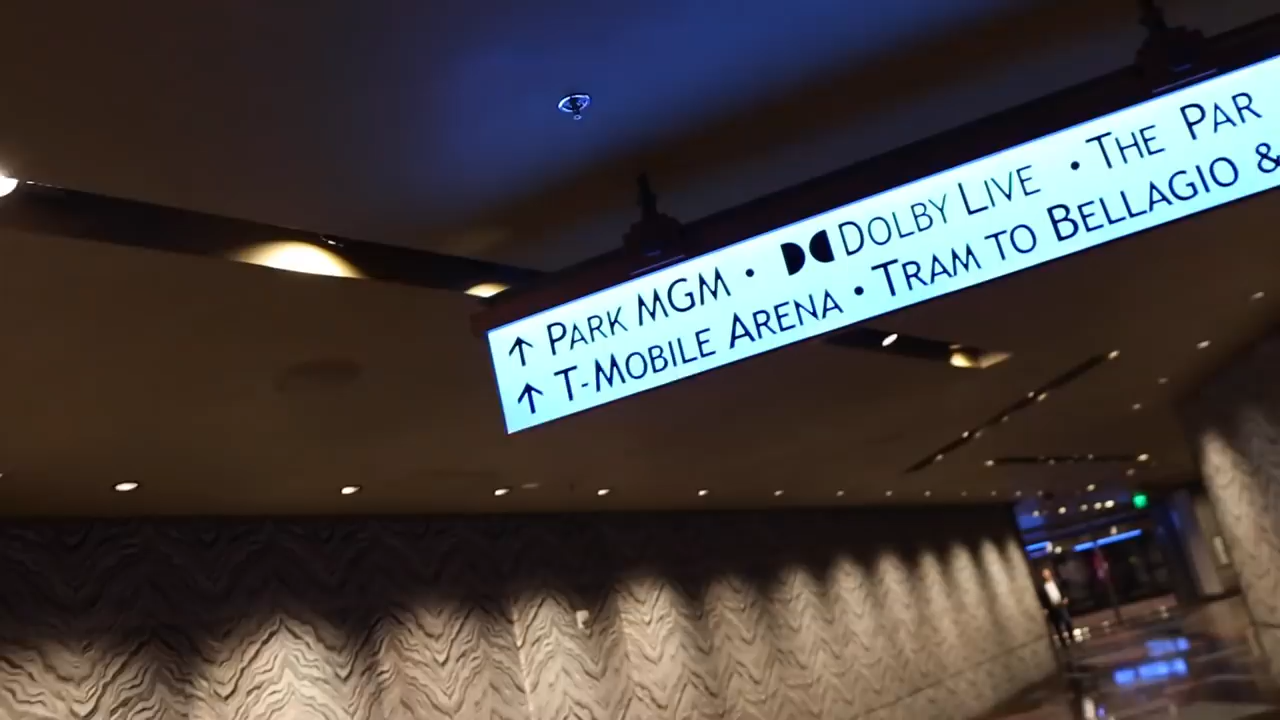 ↑ PARK MGM • DOLBY LIVE • THE PAR
↑ T-MOBILE ARENA • TRAM TO BELLAGIO &